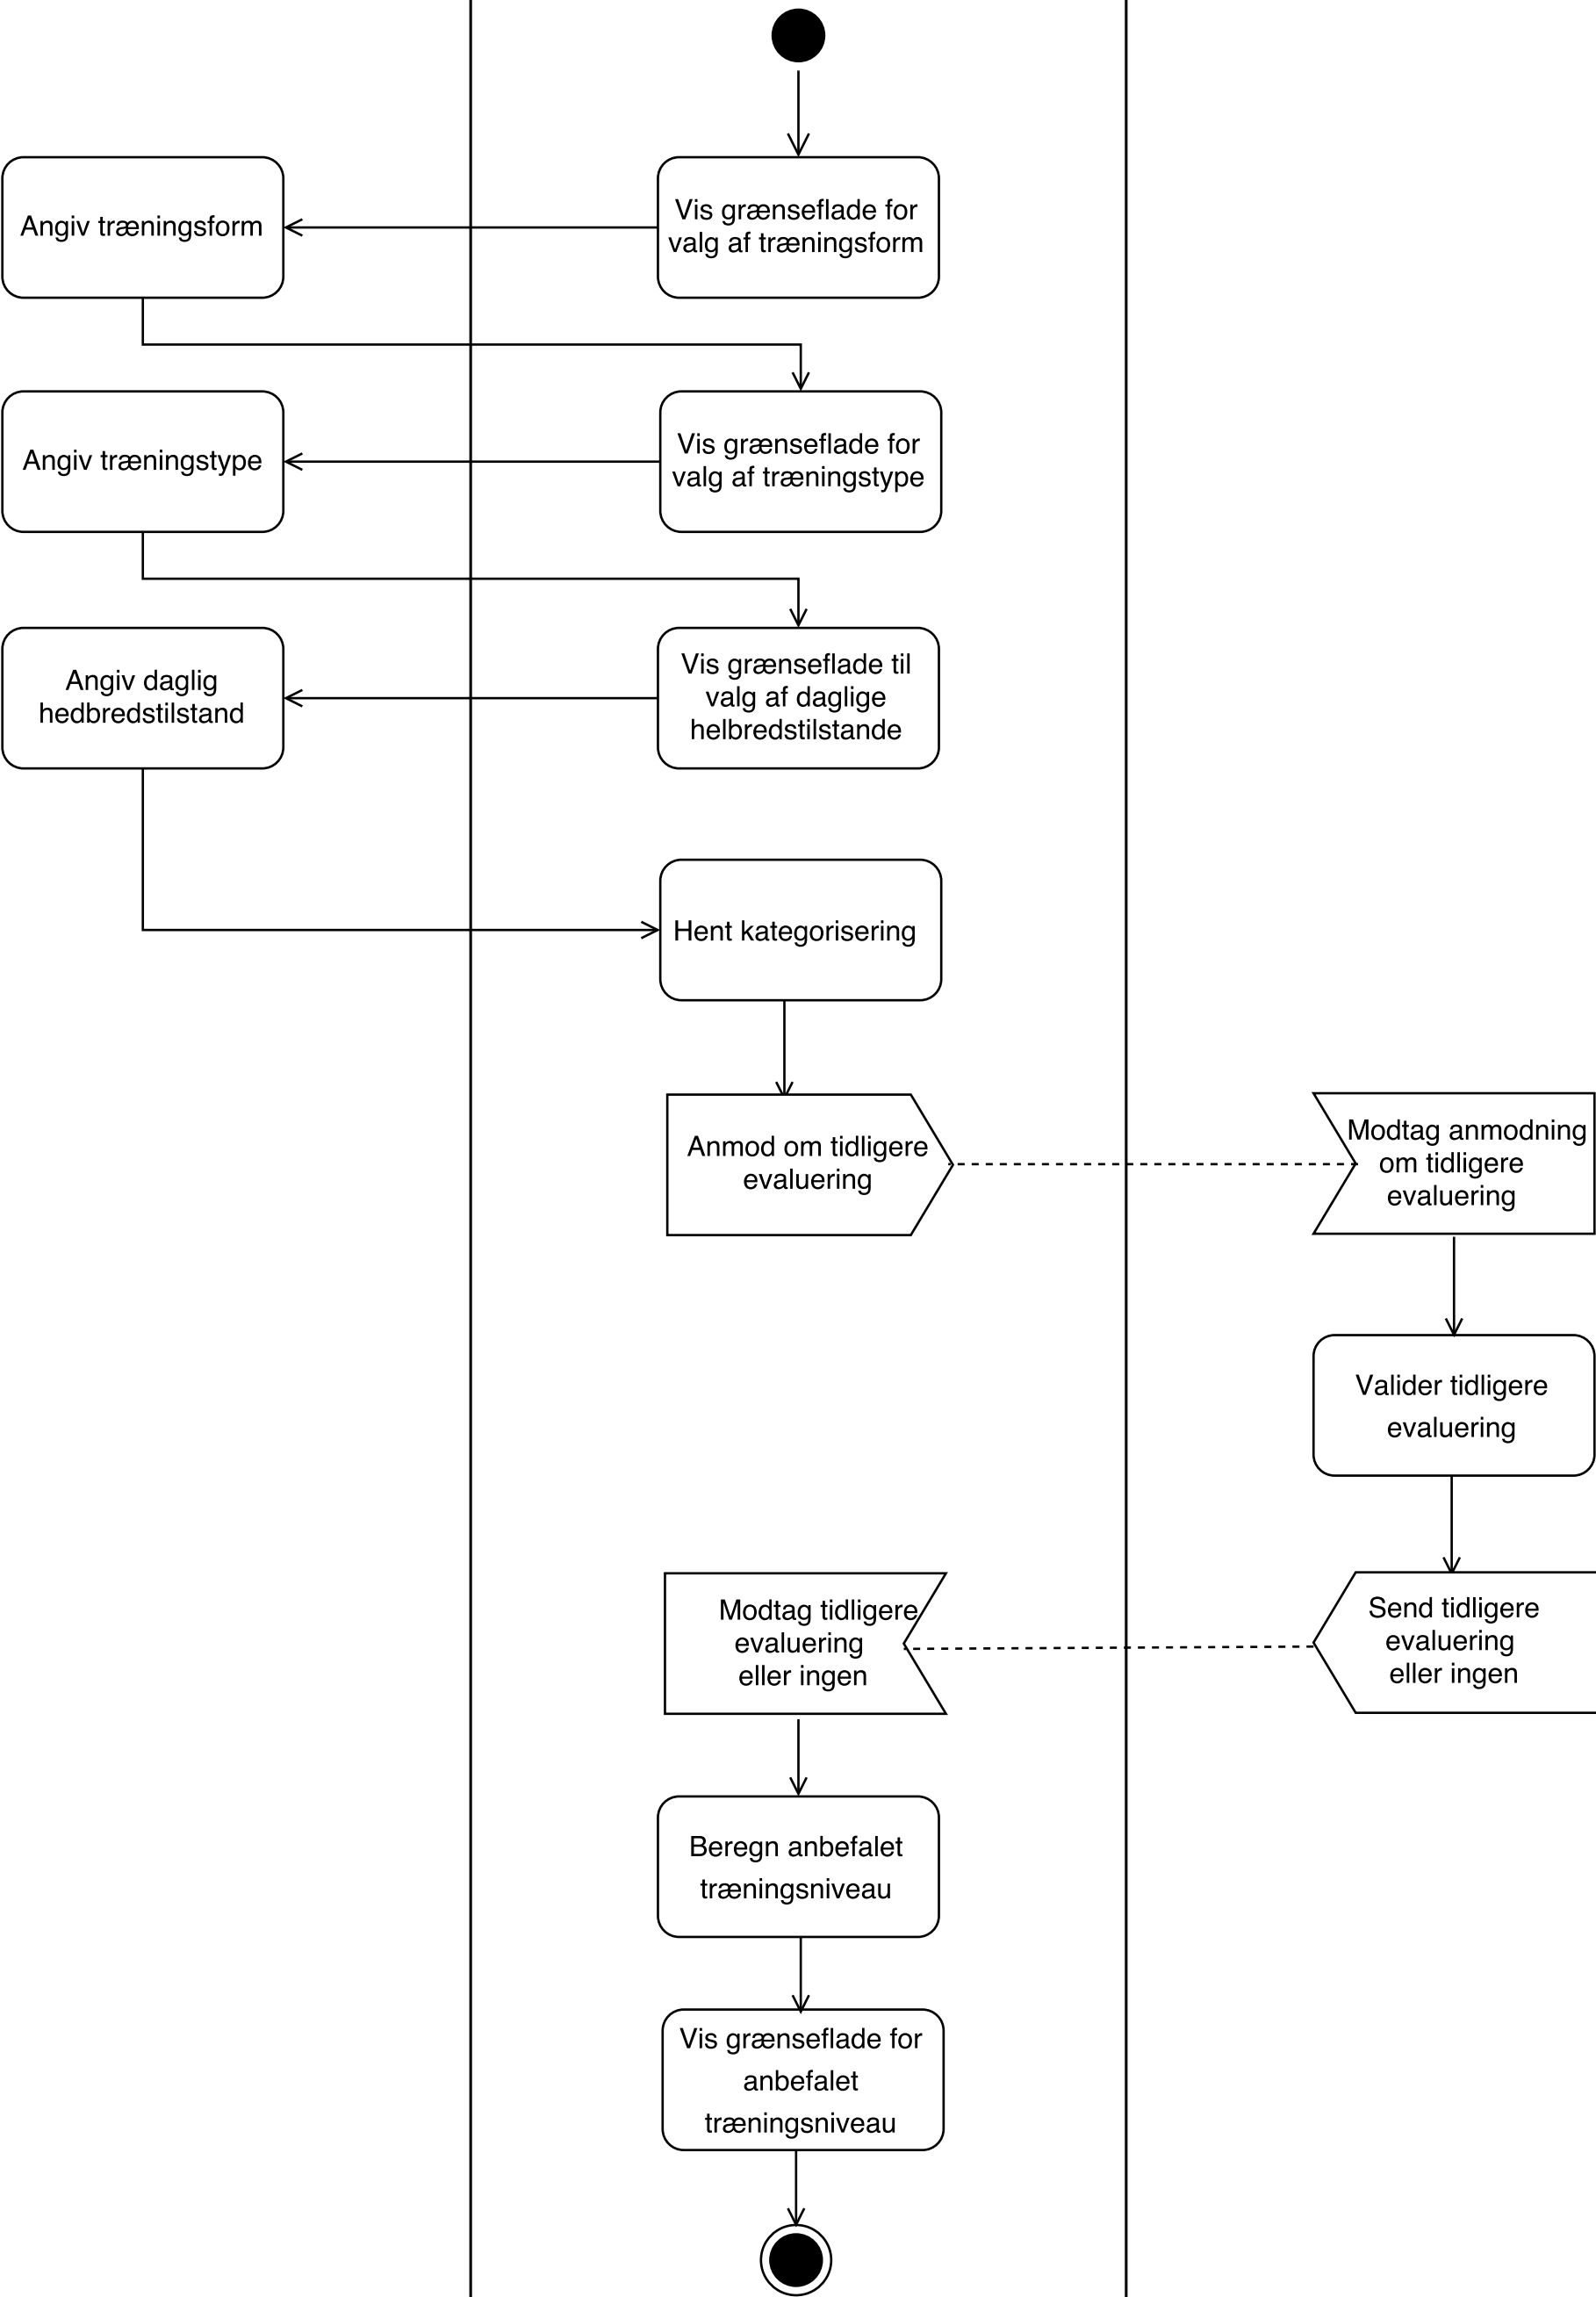 Vis grænseflade for
valg af træningsform
Angiv træningsform
Vis grænseflade for
valg af træningstype
Angiv træningstype
Vis grænseflade til
valg af daglige
helbredstilstande
Angiv daglig
hedbredstilstand
Hent kategorisering
Anmod om tidligere
evaluering
Modtag anmodning
om tidligere
evaluering
Valider tidligere
evaluering
Send tidligere
evaluering
eller ingen
Modtag tidligere
evaluering
eller ingen
Beregn anbefalet
træningsniveau
Vis grænseflade for
anbefalet
træningsniveau